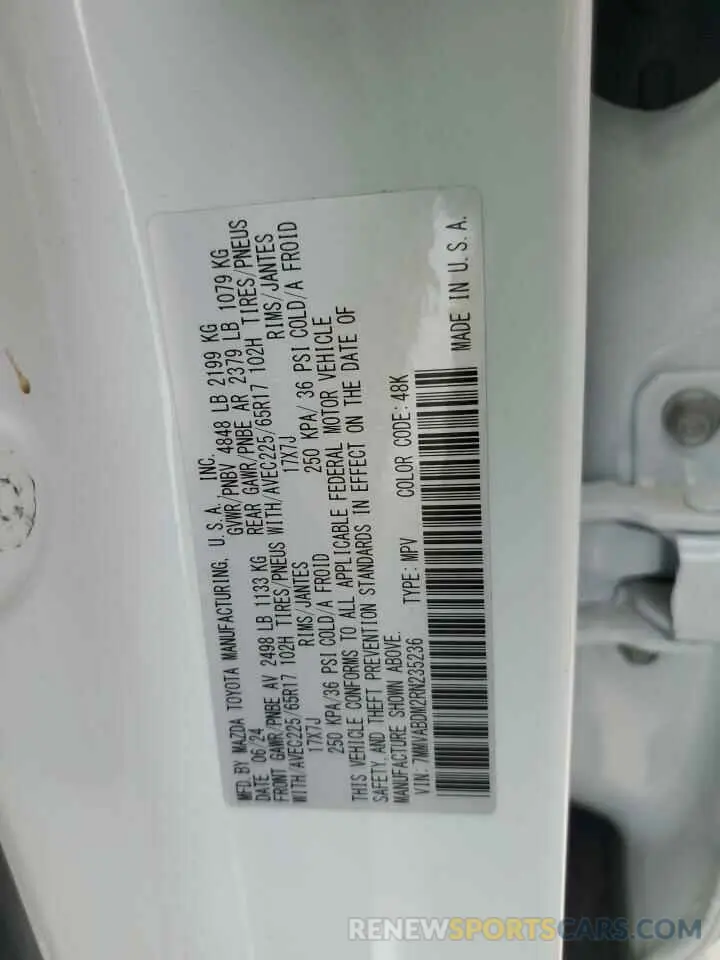 MFD. BY MAZDA TOYOTA MANUFACTURING, U.S.A., INC.
DATE 06/24 GVWR/PNBV 4848 LB 2199 KG
FRONT GAWR/PNBE AV 2498 LB 1133 KG REAR GAWR/PNBE AR 2379 LB 1079 KG
WITH/AVEC225/65R17 102H TIRES/PNEUS WITH/AVEC225/65R17 102H TIRES/PNEUS
17X7J RIMS/JANTES 17X7J RIMS/JANTES
250 KPA/36 PSI COLD/A FROID 250 KPA/ 36 PSI COLD/A FROID
THIS VEHICLE CONFORMS TO ALL APPLICABLE FEDERAL MOTOR VEHICLE
SAFETY, AND THEFT PREVENTION STANDARDS IN EFFECT ON THE DATE OF
MANUFACTURE SHOWN ABOVE.
VIN:7MMVABDM2RN235236 TYPE:MPV COLOR CODE:48K
MADE IN U.S.A.
RENEWSPORTSCARS.COM